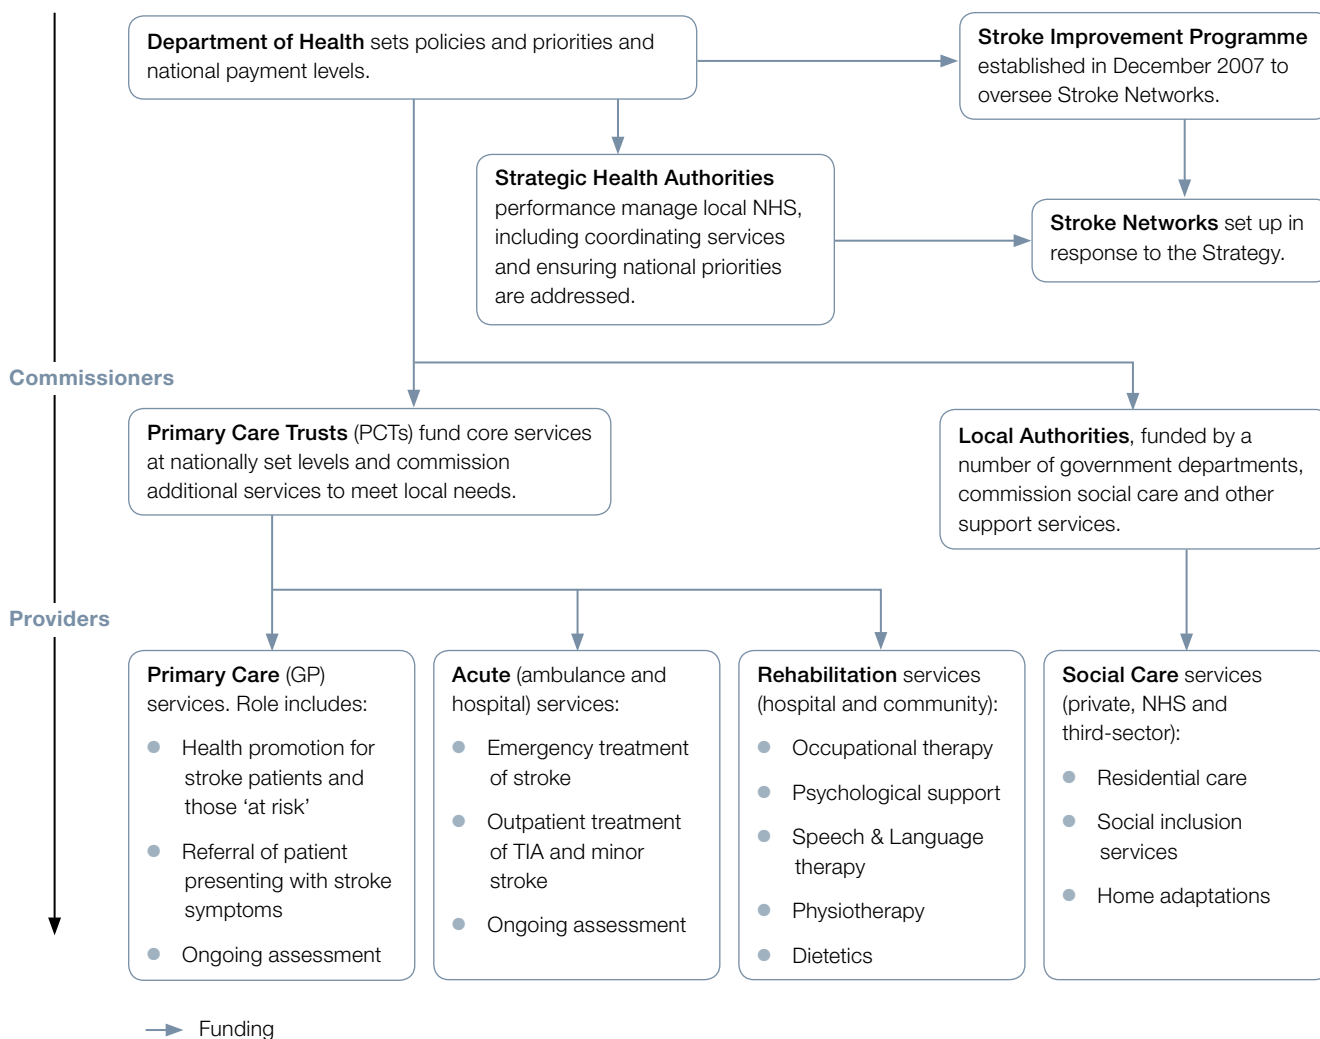 Department of Health sets policies and priorities and
national payment levels.
Stroke Improvement Programme
established in December 2007 to
oversee Stroke Networks.
Strategic Health Authorities
performance manage local NHS,
including coordinating services
and ensuring national priorities
are addressed.
Stroke Networks set up in
response to the Strategy.
Commissioners
Primary Care Trusts (PCTs) fund core services
at nationally set levels and commission
additional services to meet local needs.
Local Authorities, funded by a
number of government departments,
commission social care and other
support services.
Providers
Primary Care (GP)
services. Role includes:
Health promotion for
stroke patients and
those ‘at risk’
Referral of patient
presenting with stroke
symptoms
Ongoing assessment
Acute (ambulance and
hospital) services:
Emergency treatment
of stroke
Outpatient treatment
of TIA and minor
stroke
Ongoing assessment
Rehabilitation services
(hospital and community):
Occupational therapy
Psychological support
Speech & Language
therapy
Physiotherapy
Dietetics
Social Care services
(private, NHS and
third-sector):
Residential care
Social inclusion
services
Home adaptations
Funding